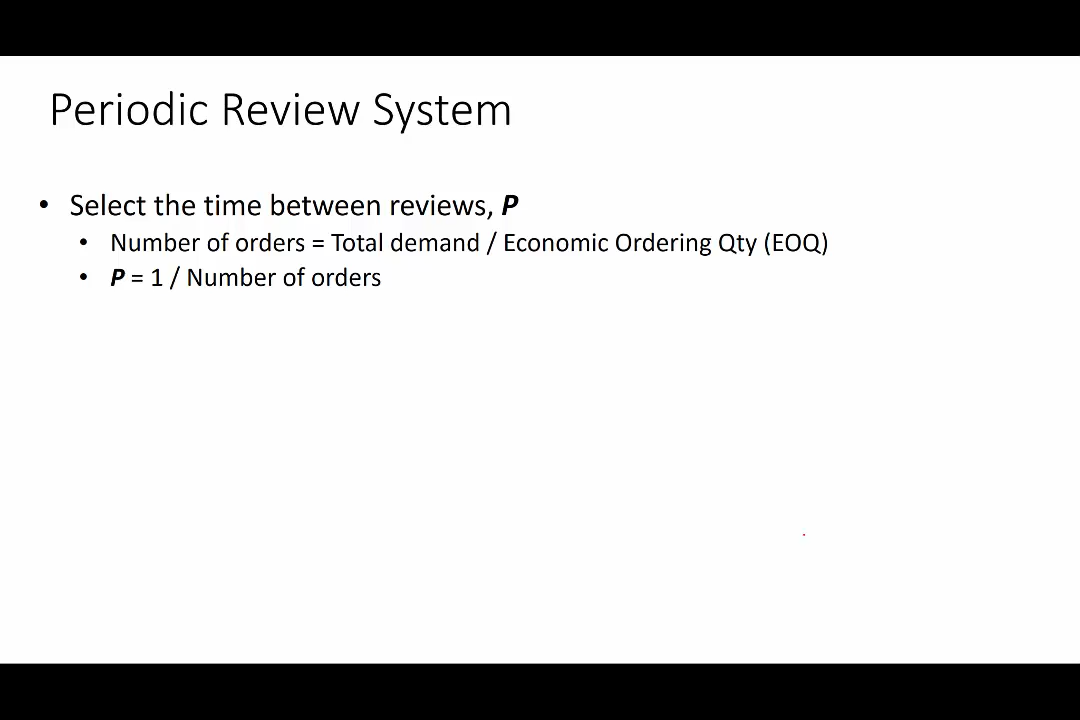 Periodic Review System
• Select the time between reviews, P
• Number of orders = Total demand / Economic Ordering Qty (EOQ)
• P = 1 / Number of orders